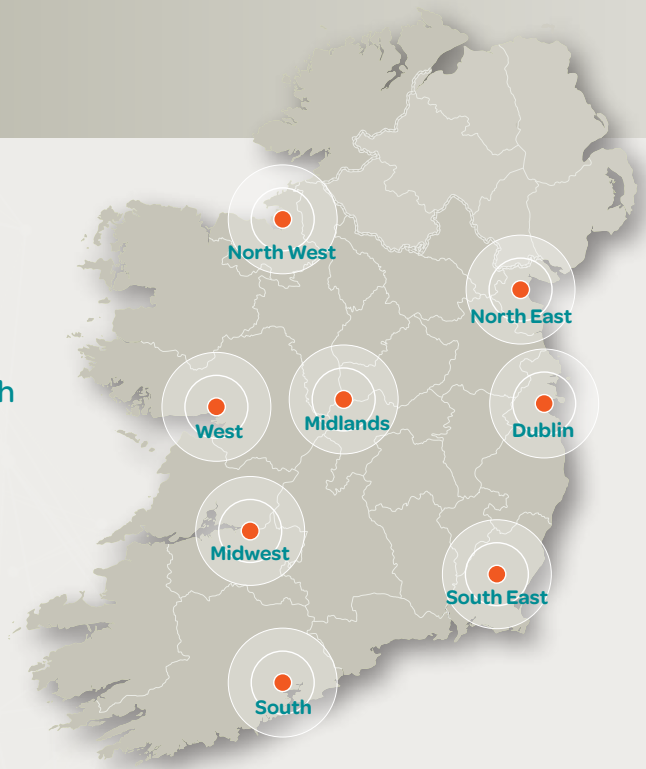 North West
North East
h
West
Midlands
Dublin
Midwest
South East
South